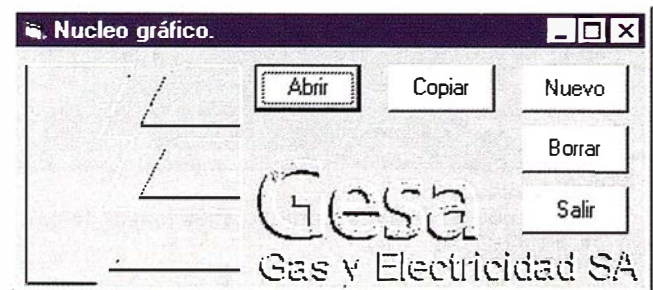 Nucleo gráfico.
Abrir Copiar Nuevo
Borrar
Salir
Gesa
Gas y Electricidad SA